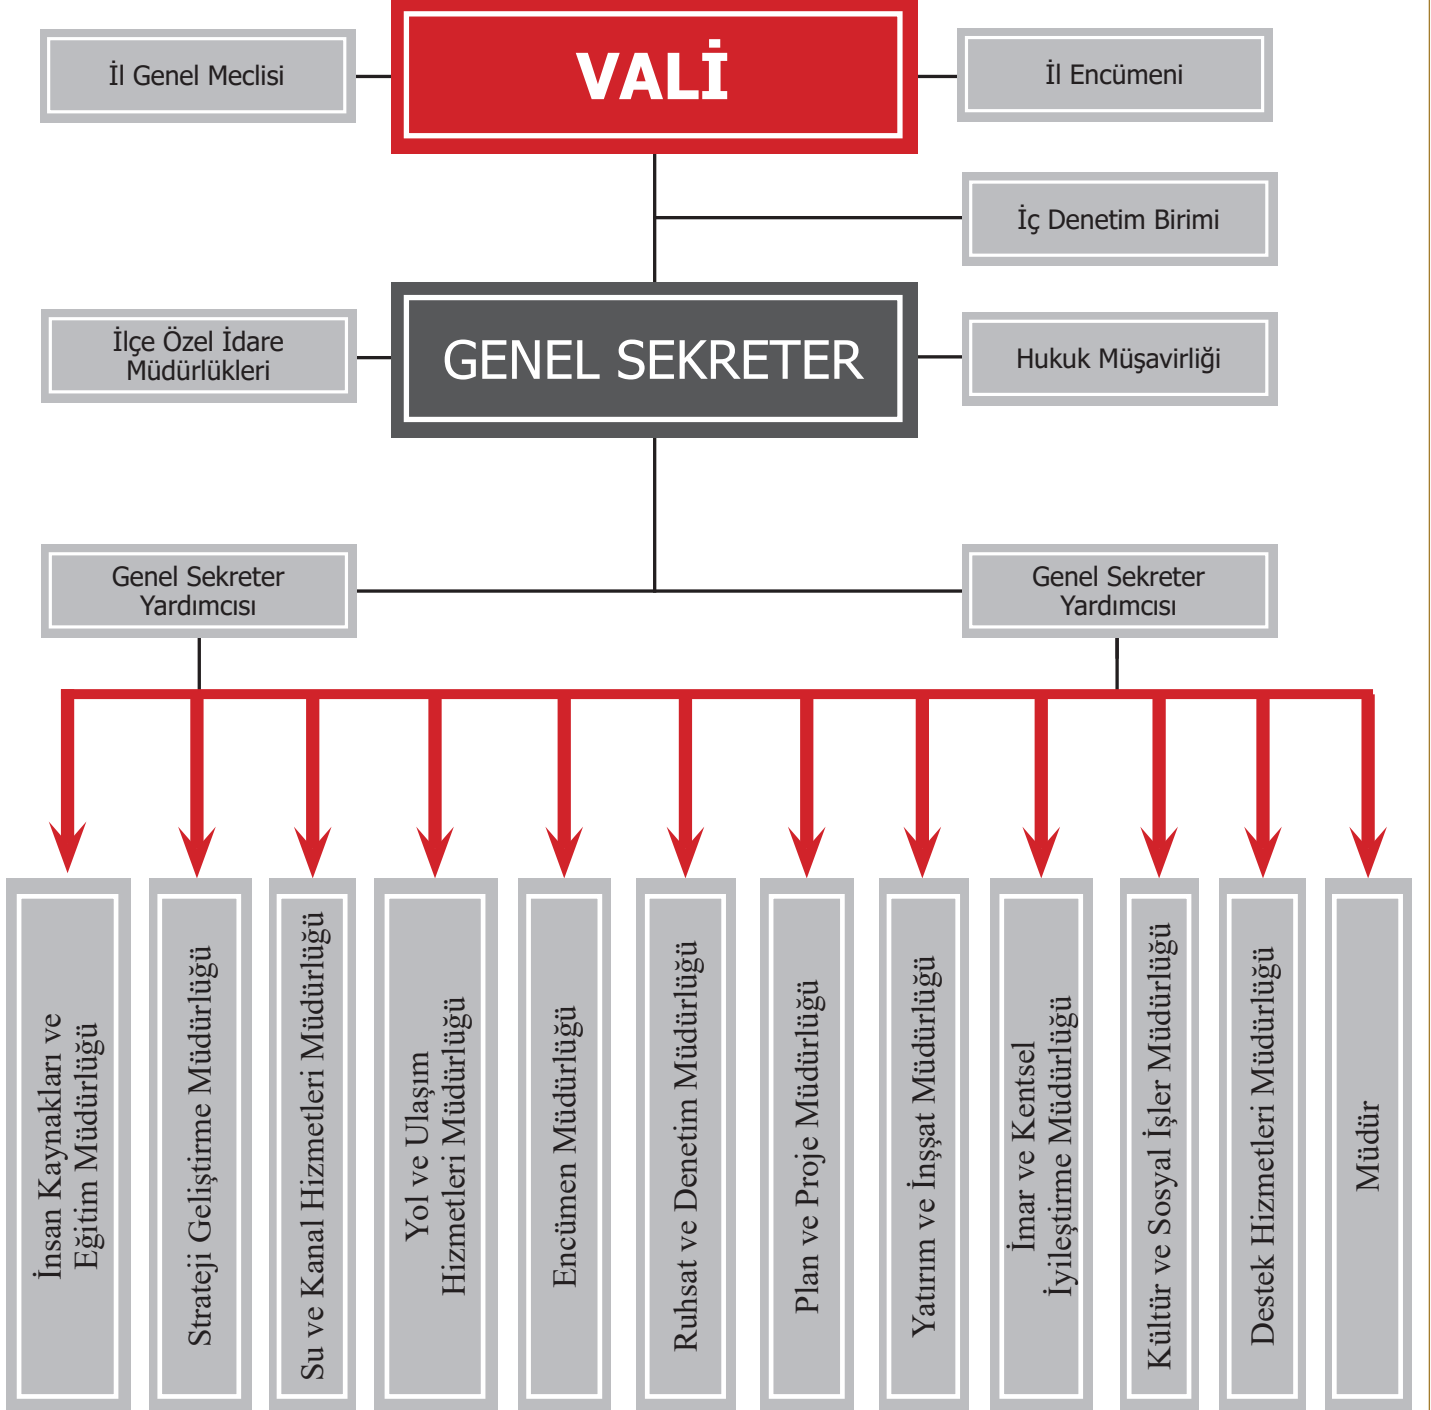 VALİ
İl Genel Meclisi
İl Encümeni
İç Denetim Birimi
İlçe Özel İdare
Müdürlükleri
GENEL SEKRETER
Hukuk Müşavirliği
Genel Sekreter
Yardımcısı
Genel Sekreter
Yardımcısı
İnsan Kaynakları ve
Eğitim Müdürlüğü
Strateji Geliştirme Müdürlüğü
Su ve Kanal Hizmetleri Müdürlüğü
Yol ve Ulaşım
Hizmetleri Müdürlüğü
Encümen Müdürlüğü
Ruhsat ve Denetim Müdürlüğü
Plan ve Proje Müdürlüğü
Yatırım ve İnşşat Müdürlüğü
İmar ve Kentsel
İyileştirme Müdürlüğü
Kültür ve Sosyal İşler Müdürlüğü
Destek Hizmetleri Müdürlüğü
Müdür